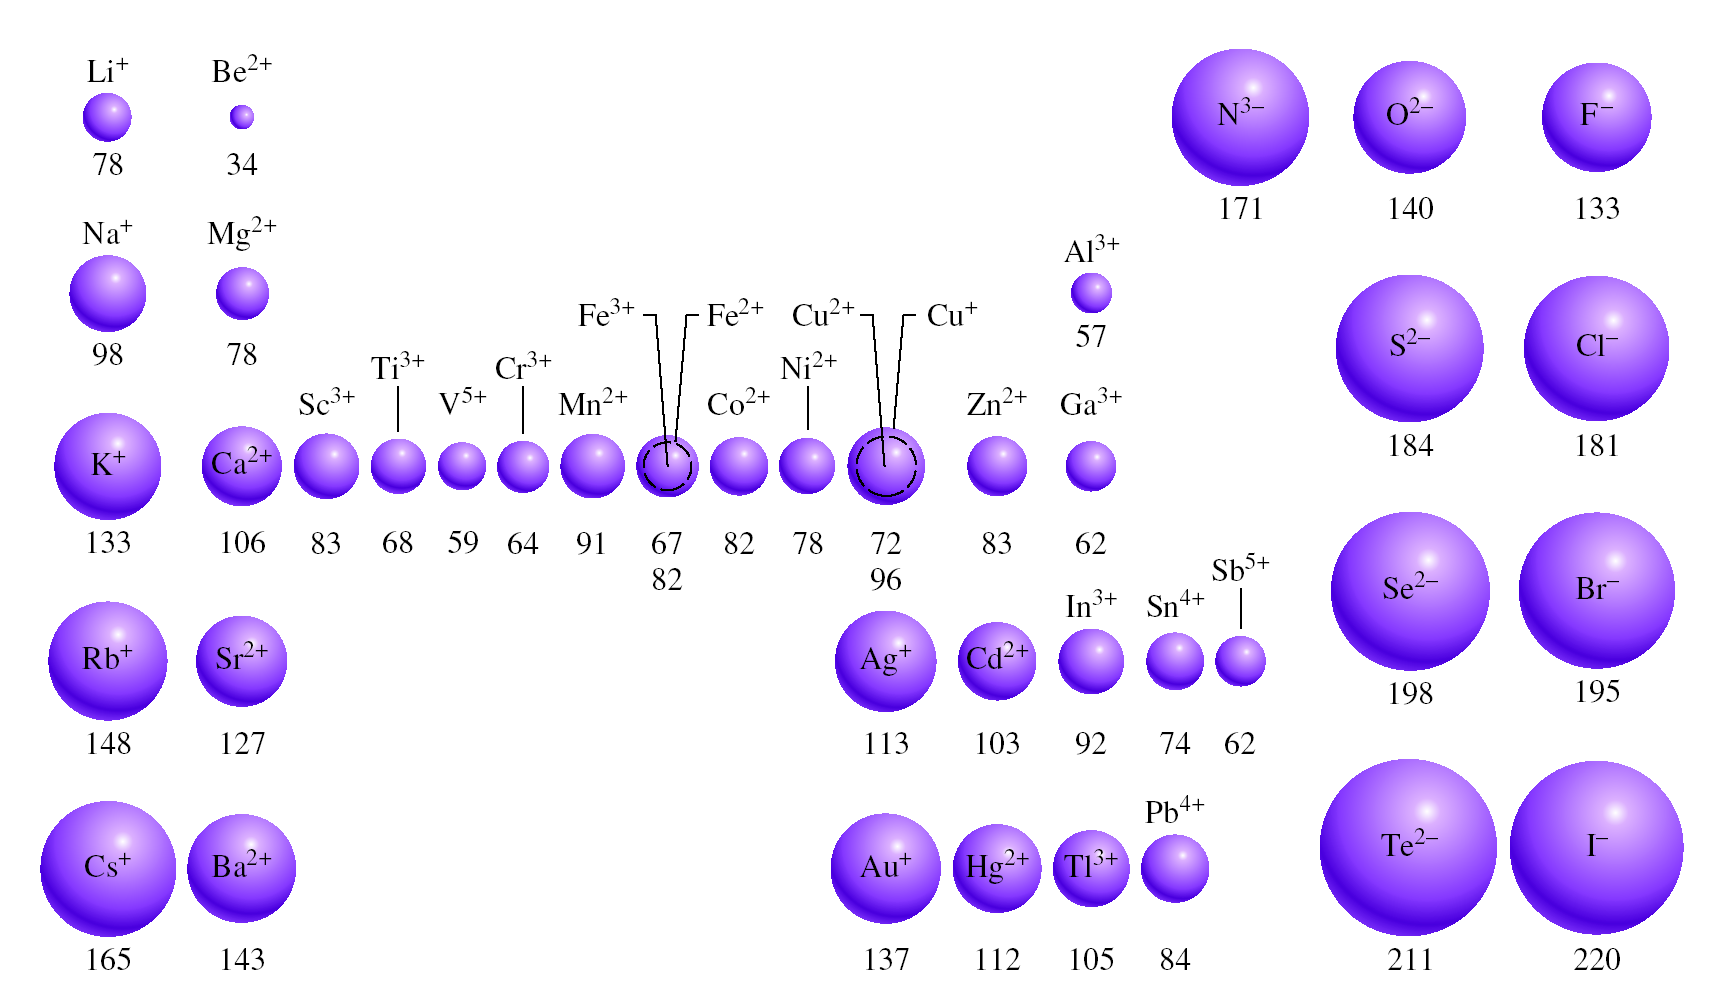 Li⁺ Be²⁺
N³⁻ O²⁻ F⁻
78 34
171 140 133
Na⁺ Mg²⁺
Al³⁺
98 78
57
Fe³⁺ Fe²⁺ Cu²⁺ Cu⁺
S²⁻ Cl⁻
Ti³⁺ Cr³⁺ Ni²⁺
Sc³⁺ V⁵⁺ Mn²⁺ Co²⁺ Zn²⁺ Ga³⁺
184 181
K⁺ Ca²⁺
133 106 83 68 59 64 91 67 82 78 72 83 62
82 96
Sb⁵⁺
Se²⁻ Br⁻
In³⁺ Sn⁴⁺
Rb⁺ Sr²⁺ Ag⁺ Cd²⁺
198 195
148 127 113 103 92 74 62
Pb⁴⁺
Te²⁻ I⁻
Cs⁺ Ba²⁺ Au⁺ Hg²⁺ Tl³⁺
165 143 137 112 105 84 211 220